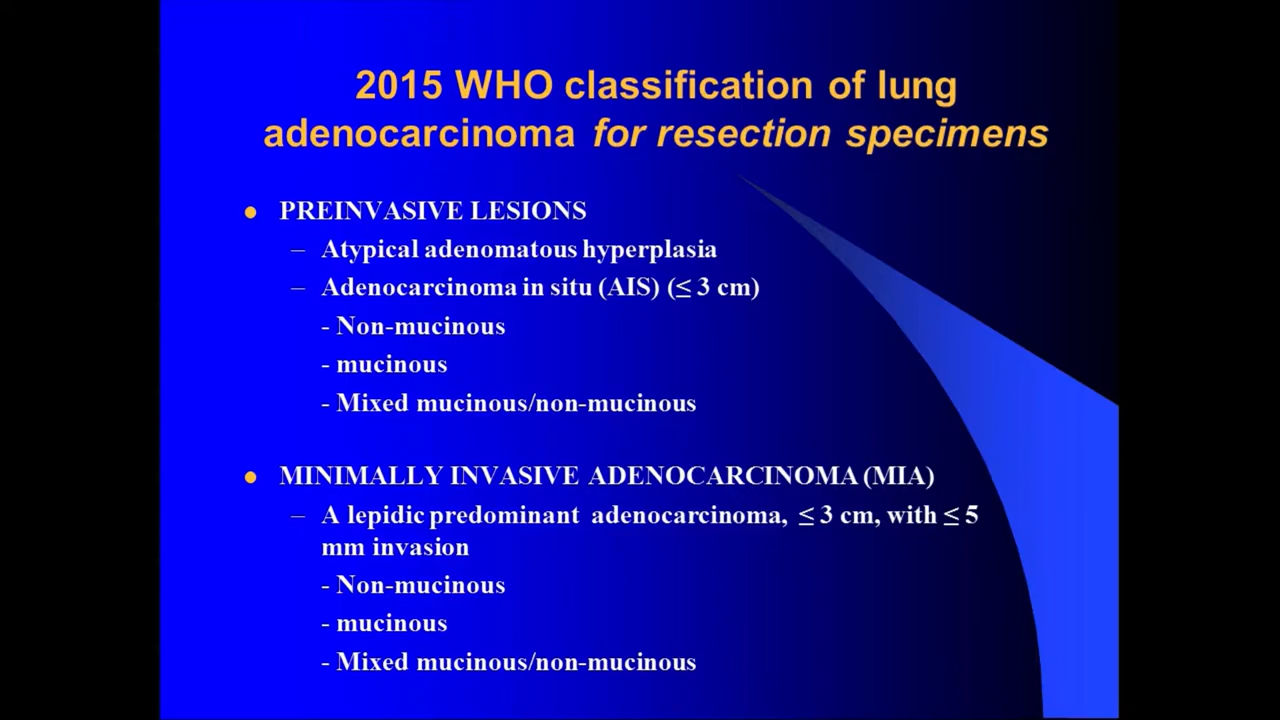 2015 WHO classification of lung
adenocarcinoma for resection specimens
● PREINVASIVE LESIONS
– Atypical adenomatous hyperplasia
– Adenocarcinoma in situ (AIS) (≤ 3 cm)
- Non-mucinous
- mucinous
- Mixed mucinous/non-mucinous
● MINIMALLY INVASIVE ADENOCARCINOMA (MIA)
– A lepidic predominant adenocarcinoma, ≤ 3 cm, with ≤ 5
mm invasion
- Non-mucinous
- mucinous
- Mixed mucinous/non-mucinous